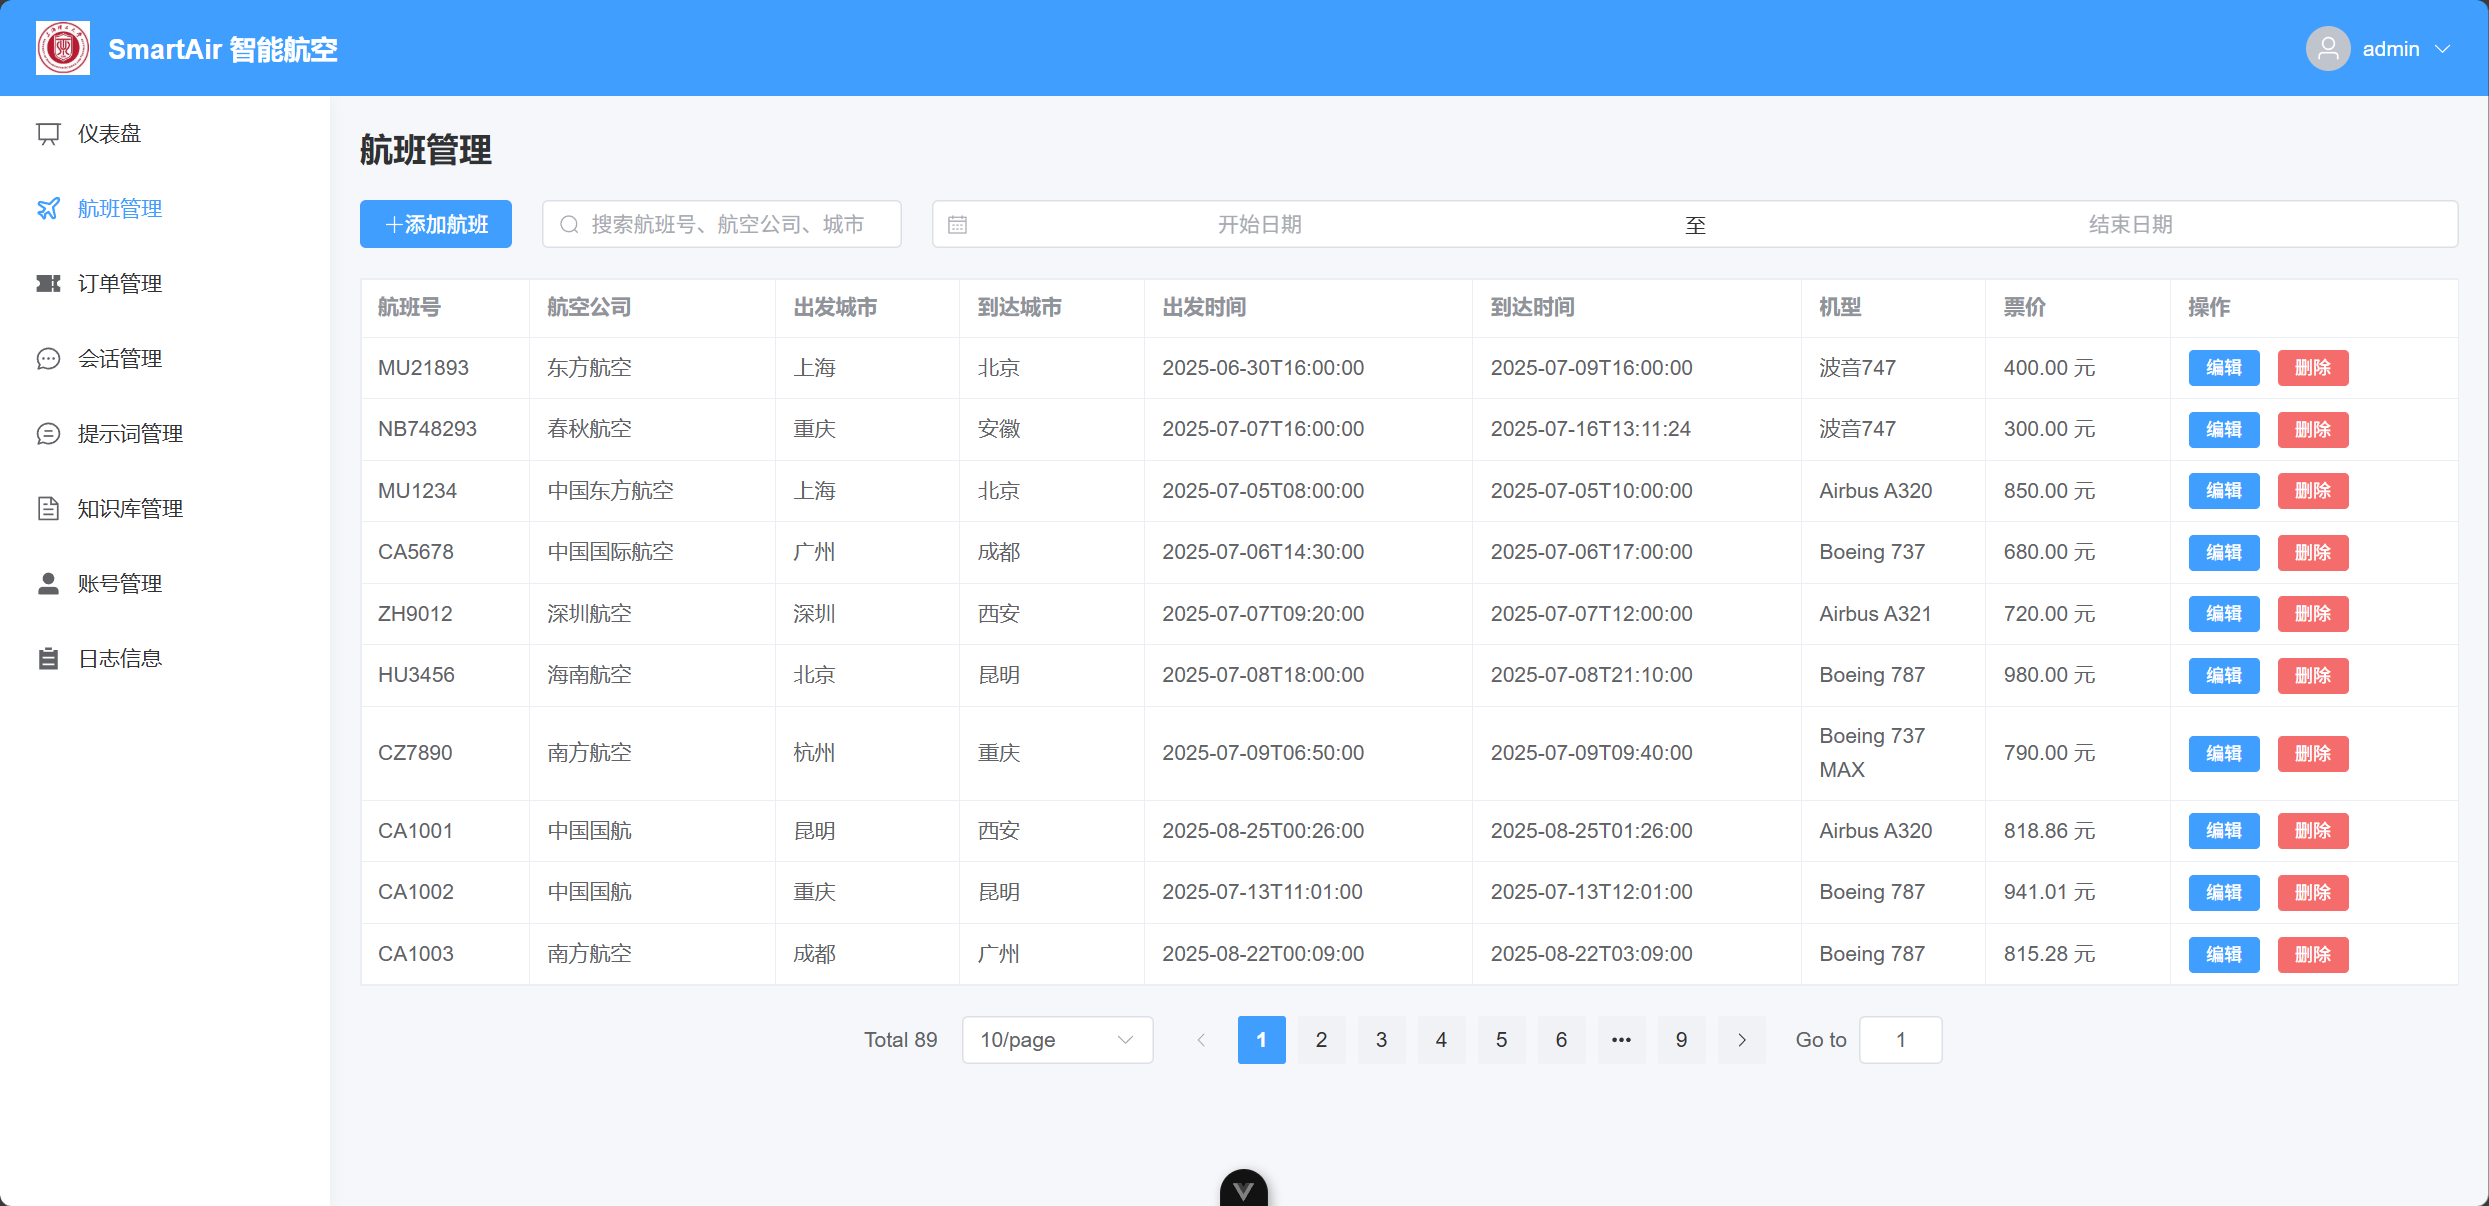 SmartAir 智能航空
admin
仪表盘
航班管理
订单管理
会话管理
提示词管理
知识库管理
账号管理
日志信息
航班管理
添加航班
搜索航班号、航空公司、城市
开始日期 至 结束日期
航班号 航空公司 出发城市 到达城市 出发时间 到达时间 机型 票价 操作
MU21893 东方航空 上海 北京 2025-06-30T16:00:00 2025-07-09T16:00:00 波音747 400.00 元 编辑 删除
NB748293 春秋航空 重庆 安徽 2025-07-07T16:00:00 2025-07-16T13:11:24 波音747 300.00 元 编辑 删除
MU1234 中国东方航空 上海 北京 2025-07-05T08:00:00 2025-07-05T10:00:00 Airbus A320 850.00 元 编辑 删除
CA5678 中国国际航空 广州 成都 2025-07-06T14:30:00 2025-07-06T17:00:00 Boeing 737 680.00 元 编辑 删除
ZH9012 深圳航空 深圳 西安 2025-07-07T09:20:00 2025-07-07T12:00:00 Airbus A321 720.00 元 编辑 删除
HU3456 海南航空 北京 昆明 2025-07-08T18:00:00 2025-07-08T21:10:00 Boeing 787 980.00 元 编辑 删除
CZ7890 南方航空 杭州 重庆 2025-07-09T06:50:00 2025-07-09T09:40:00 Boeing 737 MAX 790.00 元 编辑 删除
CA1001 中国国航 昆明 西安 2025-08-25T00:26:00 2025-08-25T01:26:00 Airbus A320 818.86 元 编辑 删除
CA1002 中国国航 重庆 昆明 2025-07-13T11:01:00 2025-07-13T12:01:00 Boeing 787 941.01 元 编辑 删除
CA1003 南方航空 成都 广州 2025-08-22T00:09:00 2025-08-22T03:09:00 Boeing 787 815.28 元 编辑 删除
Total 89 10/page 1 2 3 4 5 6 ••• 9 Go to 1